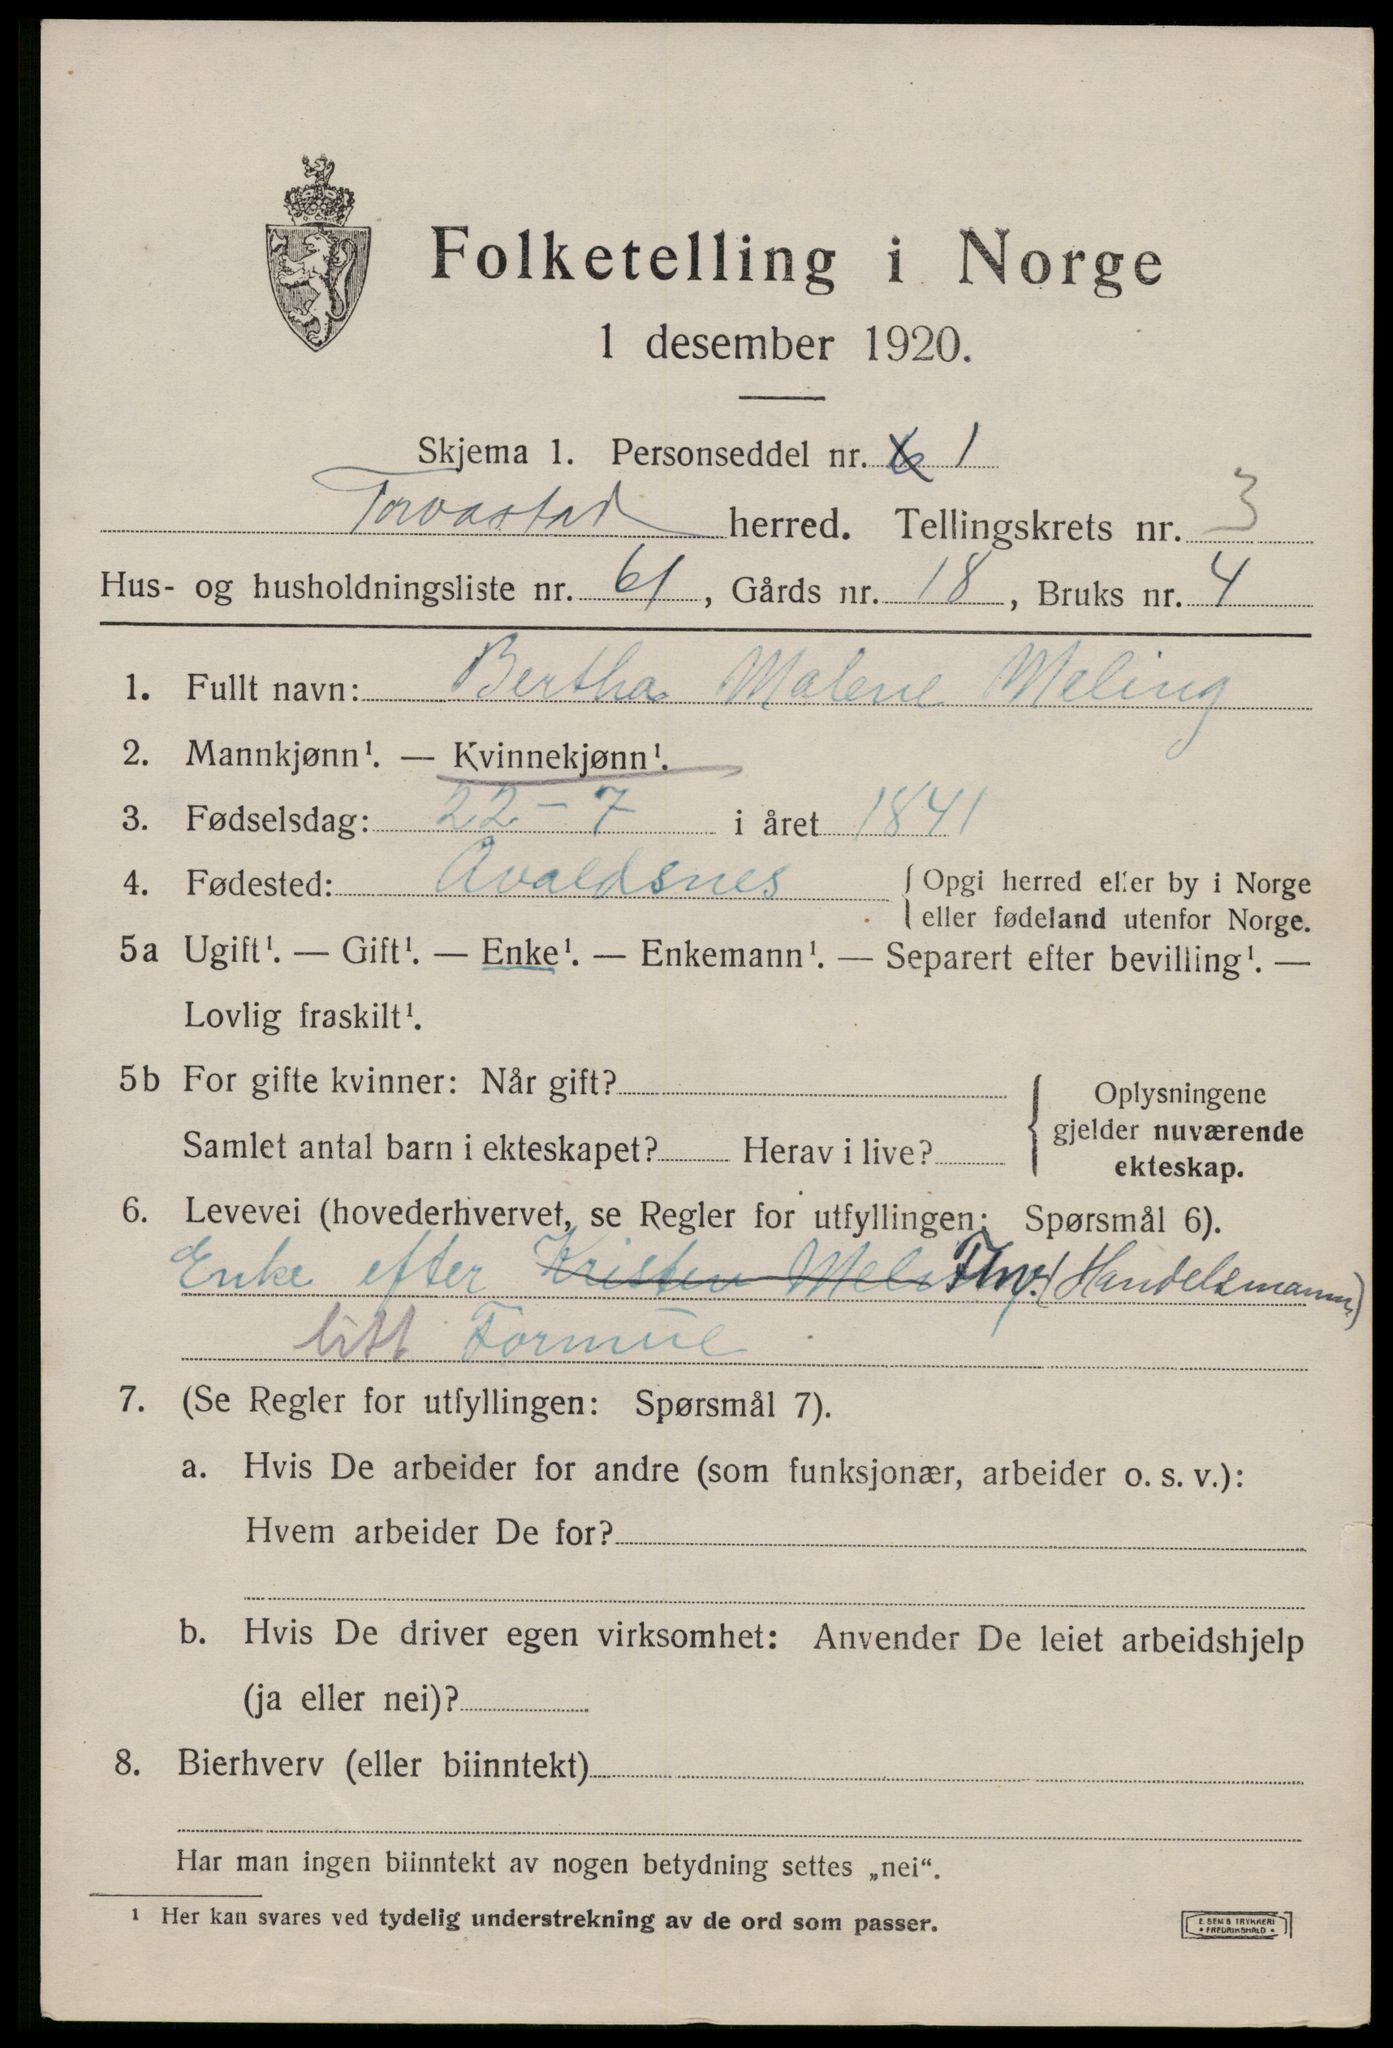 Folketelling i Norge
1 desember 1920.
Skjema 1. Personseddel nr. 1
Torvastad herred. Tellingskrets nr. 3
Hus- og husholdningsliste nr. 61, Gårds nr. 18, Bruks nr. 4
1. Fullt navn: Bertha Malene Meling
2. Mannkjønn¹. — Kvinnekjønn¹.
3. Fødselsdag: 22-7 i året 1841
4. Fødested: Avaldsnes { Opgi herred eller by i Norge
eller fødeland utenfor Norge.
5a Ugift¹. — Gift¹. — Enke¹. — Enkemann¹. — Separert efter bevilling¹. —
Lovlig fraskilt¹.
5b For gifte kvinner: Når gift?
Samlet antal barn i ekteskapet? Herav i live?
{ Oplysningene
gjelder nuværende
ekteskap.
6. Levevei (hovederhvervet, se Regler for utfyllingen: Spørsmål 6).
Enke efter Kristen (Handelsmann)
litt Formue
7. (Se Regler for utfyllingen: Spørsmål 7).
a. Hvis De arbeider for andre (som funksjonær, arbeider o. s. v.):
Hvem arbeider De for?
b. Hvis De driver egen virksomhet: Anvender De leiet arbeidshjelp
(ja eller nei)?
8. Bierhverv (eller biinntekt)
Har man ingen biinntekt av nogen betydning settes „nei“.
¹ Her kan svares ved tydelig understrekning av de ord som passer.
E. SEM'S TRYKKERI
• FREDRIKSHALD •